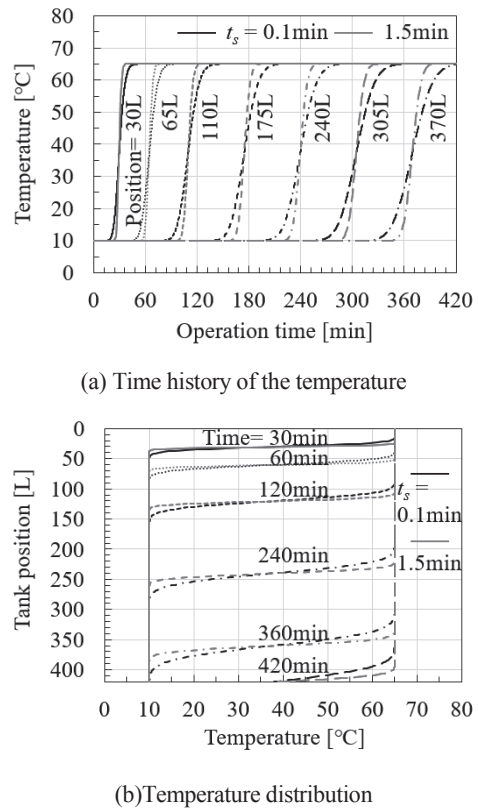 t_s = 0.1min 1.5min
Temperature [°C]
80
70
60
50
40
30
20
10
0
Position= 30L 65L 110L 175L 240L 305L 370L
0 60 120 180 240 300 360 420
Operation time [min]
(a) Time history of the temperature
Tank position [L]
0
50
100
150
200
250
300
350
400
Time= 30min
60min
120min
240min
360min
420min
t_s =
0.1min
1.5min
0 10 20 30 40 50 60 70 80
Temperature [°C]
(b)Temperature distribution